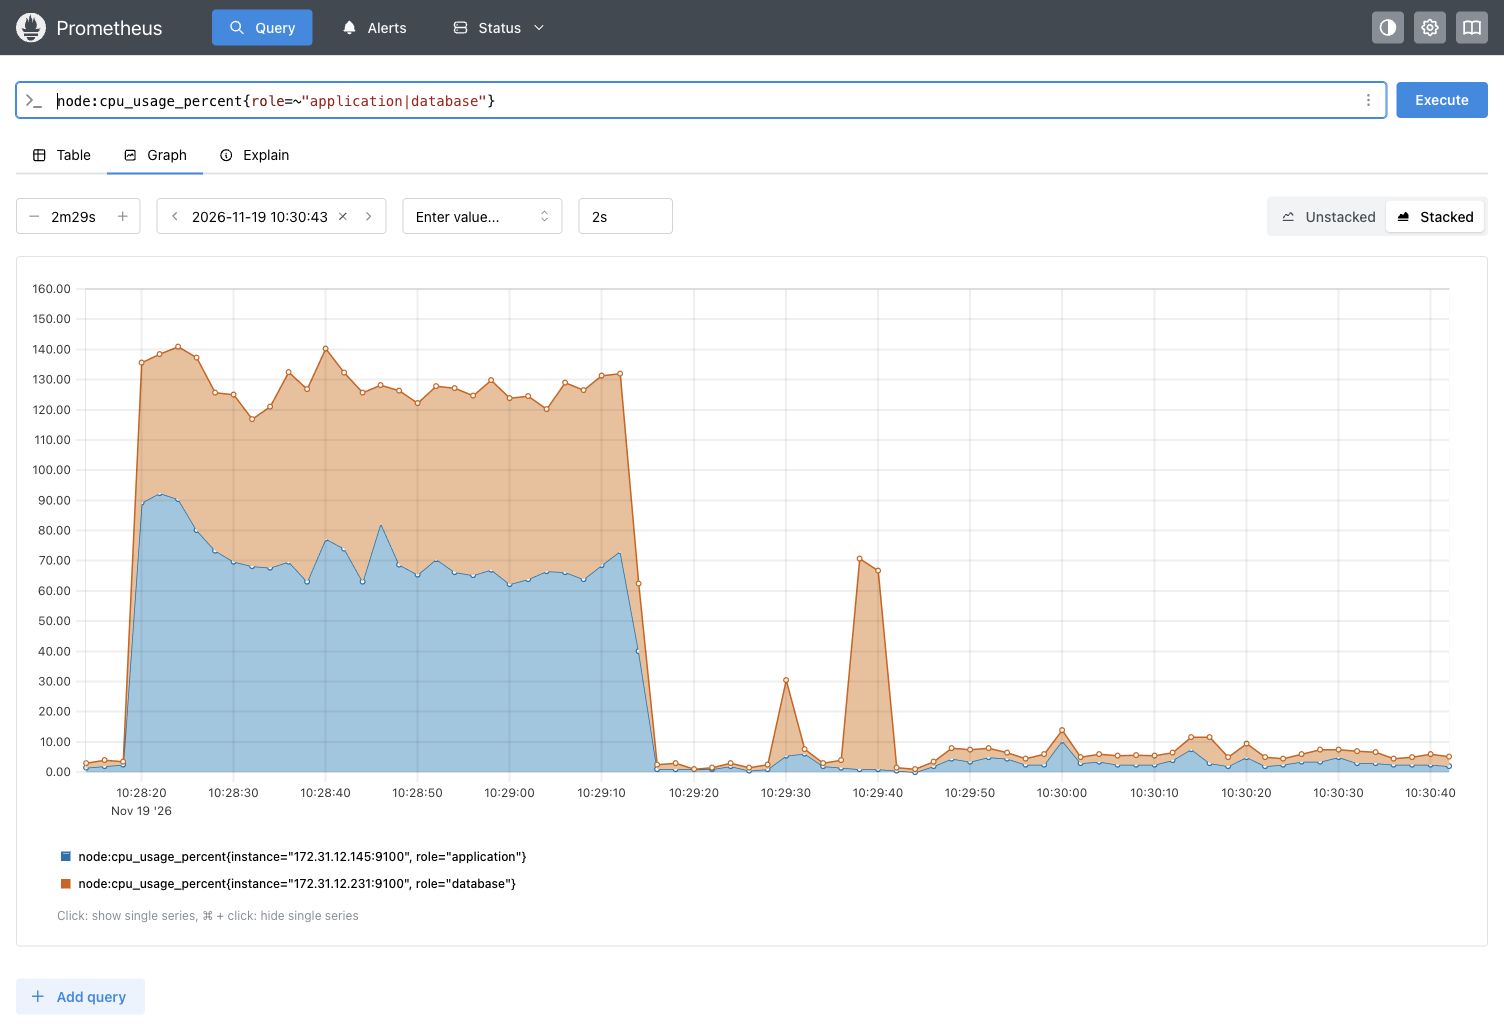 Prometheus Query Alerts Status
node:cpu_usage_percent{role=~"application|database"} Execute
Table Graph Explain
2m29s 2026-11-19 10:30:43 Enter value... 2s Unstacked Stacked
160.00
150.00
140.00
130.00
120.00
110.00
100.00
90.00
80.00
70.00
60.00
50.00
40.00
30.00
20.00
10.00
0.00
10:28:20 10:28:30 10:28:40 10:28:50 10:29:00 10:29:10 10:29:20 10:29:30 10:29:40 10:29:50 10:30:00 10:30:10 10:30:20 10:30:30 10:30:40
Nov 19 '26
node:cpu_usage_percent{instance="172.31.12.145:9100", role="application"}
node:cpu_usage_percent{instance="172.31.12.231:9100", role="database"}
Click: show single series, ⌘ + click: hide single series
Add query